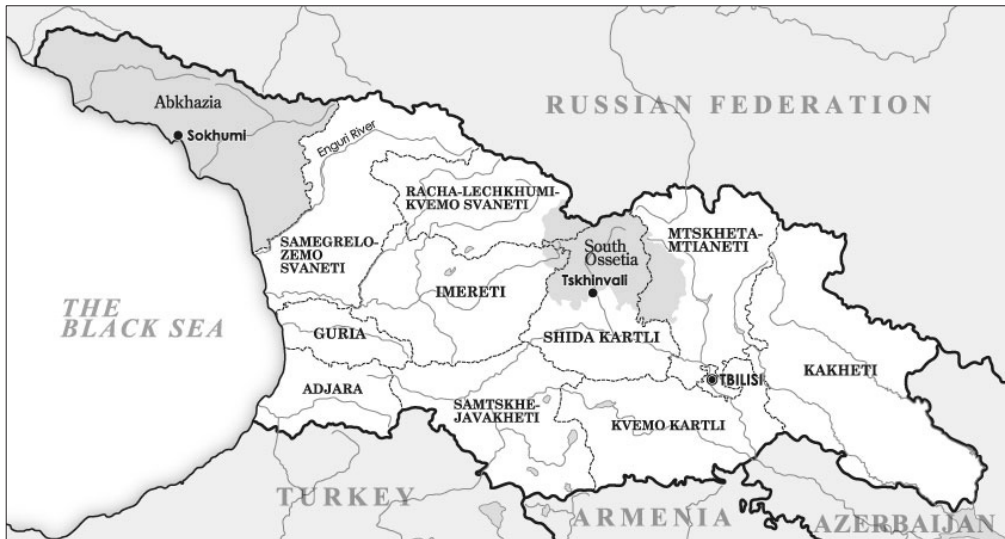 RUSSIAN FEDERATION
Abkhazia
Sokhumi
Enguri River
RACHA-LECHKHUMI-
KVEMO SVANETI
MTSKHETA-
MTIANETI
SAMEGRELO-
ZEMO
SVANETI
South
Ossetia
Tskhinvali
IMERETI
THE
BLACK SEA
GURIA
SHIDA KARTLI
KAKHETI
TBILISI
ADJARA
SAMTSKHE-
JAVAKHETI
KVEMO KARTLI
TURKEY
ARMENIA
AZERBAIJAN